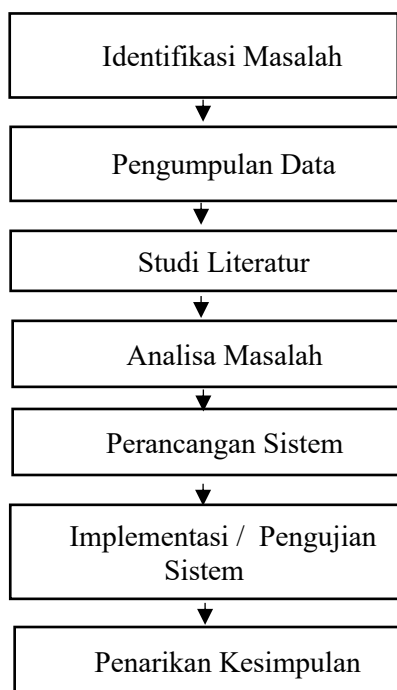 Identifikasi Masalah
Pengumpulan Data
Studi Literatur
Analisa Masalah
Perancangan Sistem
Implementasi / Pengujian
Sistem
Penarikan Kesimpulan